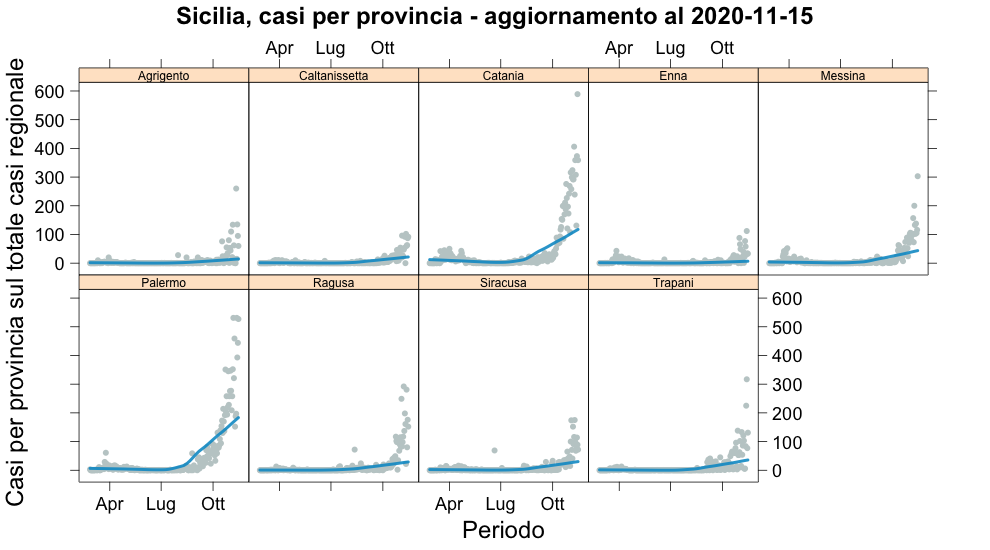 Sicilia, casi per provincia - aggiornamento al 2020-11-15
Apr Lug Ott Apr Lug Ott
Agrigento Caltanissetta Catania Enna Messina
600
500
400
300
200
100
0
Casi per provincia sul totale casi regionale
Palermo Ragusa Siracusa Trapani
600
500
400
300
200
100
0
Apr Lug Ott Apr Lug Ott
Periodo